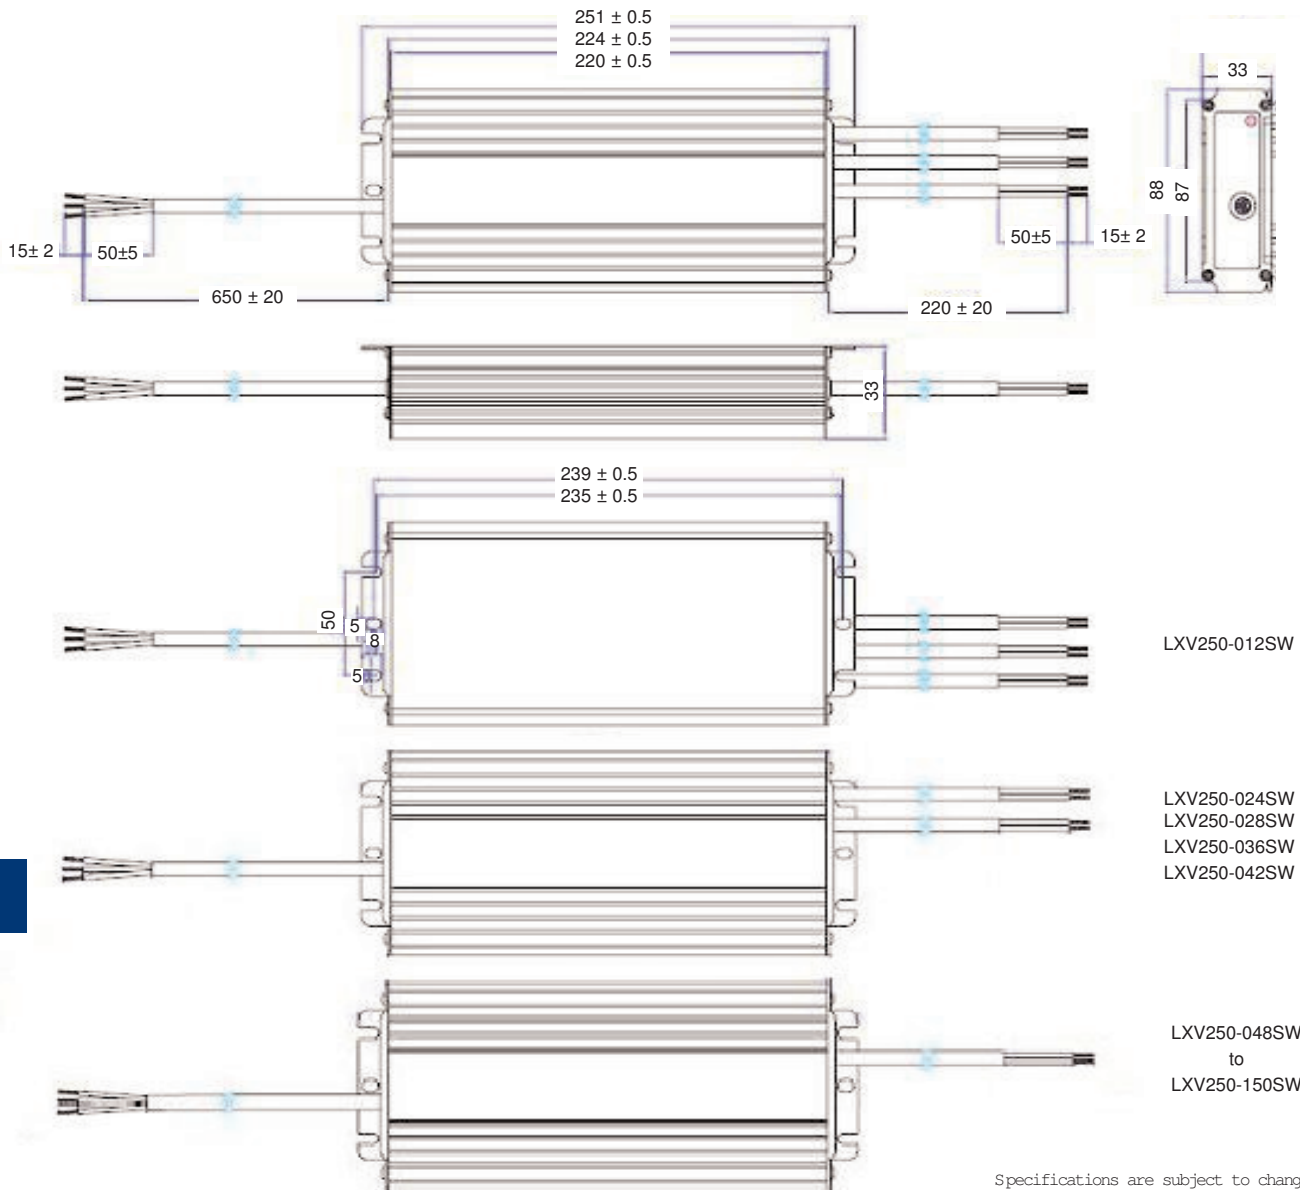 251 ± 0.5
224 ± 0.5
220 ± 0.5
33
88
87
15± 2
50±5
650 ± 20
50±5
15± 2
220 ± 20
33
239 ± 0.5
235 ± 0.5
50
5
8
5
LXV250-012SW
LXV250-024SW
LXV250-028SW
LXV250-036SW
LXV250-042SW
LXV250-048SW
to
LXV250-150SW
Specifications are subject to chang